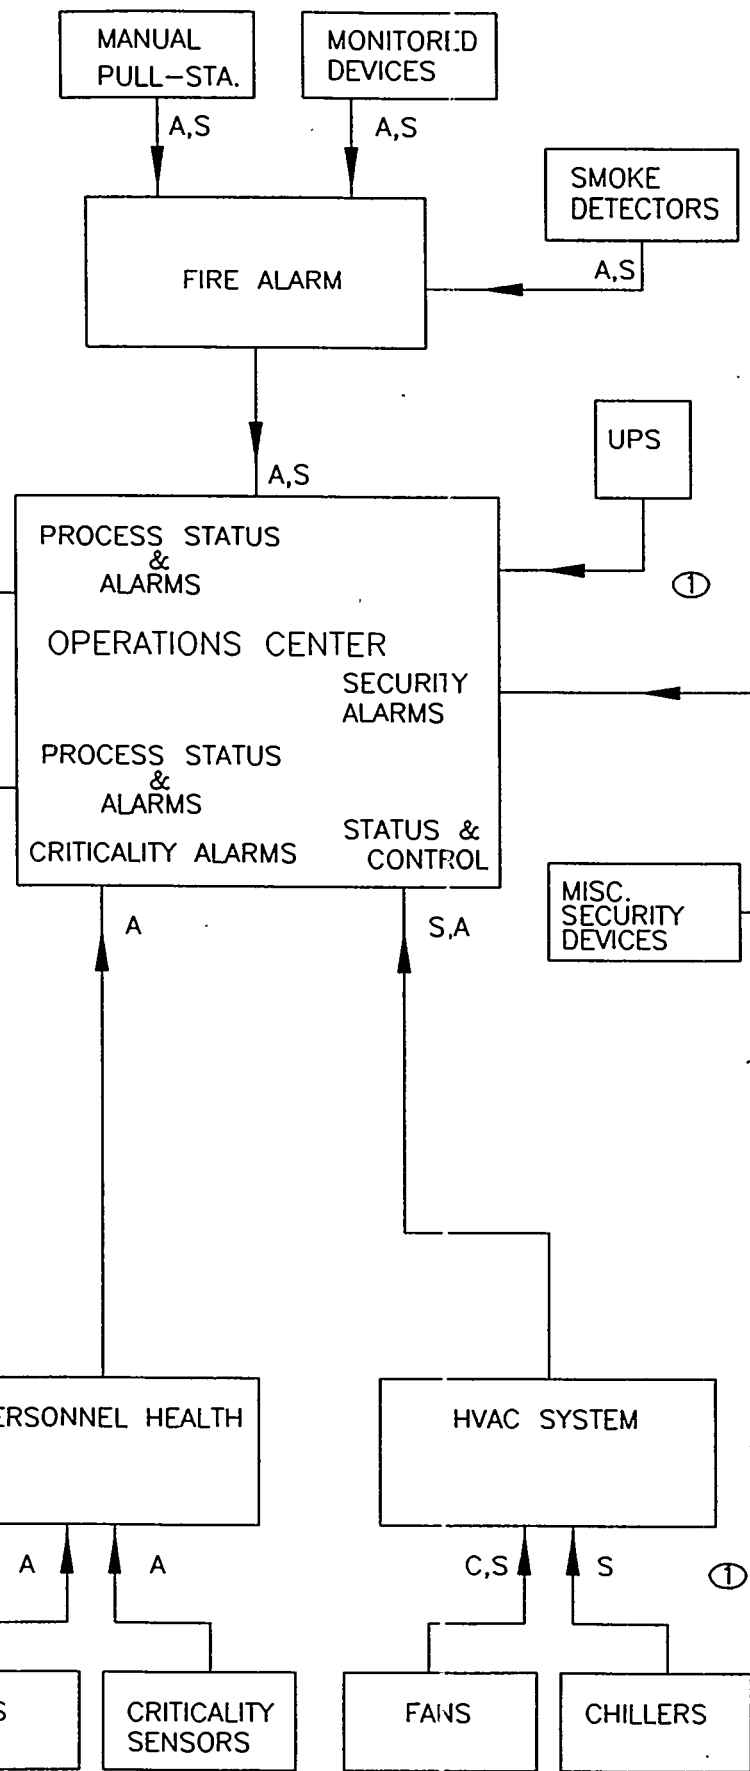 MANUAL
PULL-STA.
MONITORED
DEVICES
A,S
A,S
SMOKE
DETECTORS
FIRE ALARM
A,S
UPS
A,S
PROCESS STATUS
&
ALARMS
1
OPERATIONS CENTER
SECURITY
ALARMS
PROCESS STATUS
&
ALARMS
STATUS &
CONTROL
CRITICALITY ALARMS
MISC.
SECURITY
DEVICES
A
S,A
ERSONNEL HEALTH
HVAC SYSTEM
A
A
C,S
S
1
S
CRITICALITY
SENSORS
FANS
CHILLERS